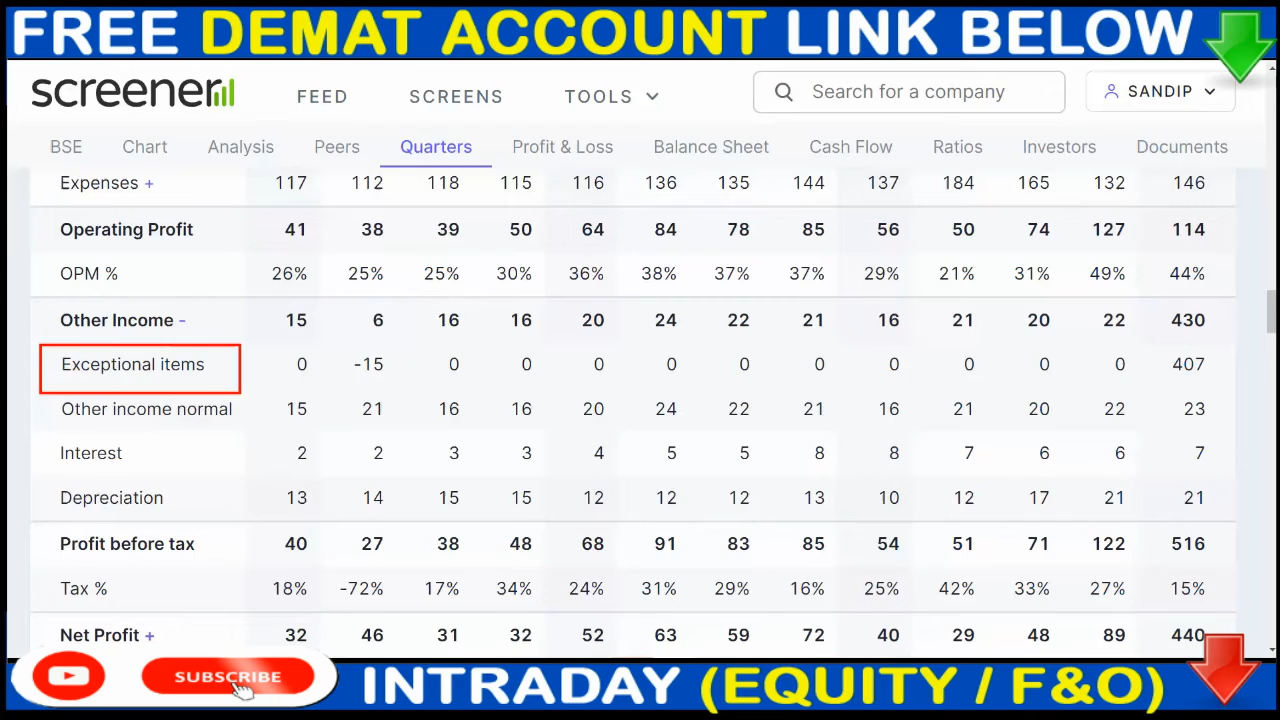 FREE DEMAT ACCOUNT LINK BELOW
screener
FEED SCREENS TOOLS
Search for a company
SANDIP
BSE Chart Analysis Peers Quarters Profit & Loss Balance Sheet Cash Flow Ratios Investors Documents
Expenses + 117 112 118 115 116 136 135 144 137 184 165 132 146
Operating Profit 41 38 39 50 64 84 78 85 56 50 74 127 114
OPM % 26% 25% 25% 30% 36% 38% 37% 37% 29% 21% 31% 49% 44%
Other Income - 15 6 16 16 20 24 22 21 16 21 20 22 430
Exceptional items 0 -15 0 0 0 0 0 0 0 0 0 0 407
Other income normal 15 21 16 16 20 24 22 21 16 21 20 22 23
Interest 2 2 3 3 4 5 5 8 8 7 6 6 7
Depreciation 13 14 15 15 12 12 12 13 10 12 17 21 21
Profit before tax 40 27 38 48 68 91 83 85 54 51 71 122 516
Tax % 18% -72% 17% 34% 24% 31% 29% 16% 25% 42% 33% 27% 15%
Net Profit + 32 46 31 32 52 63 59 72 40 29 48 89 440
SUBSCRIBE
INTRADAY (EQUITY / F&O)